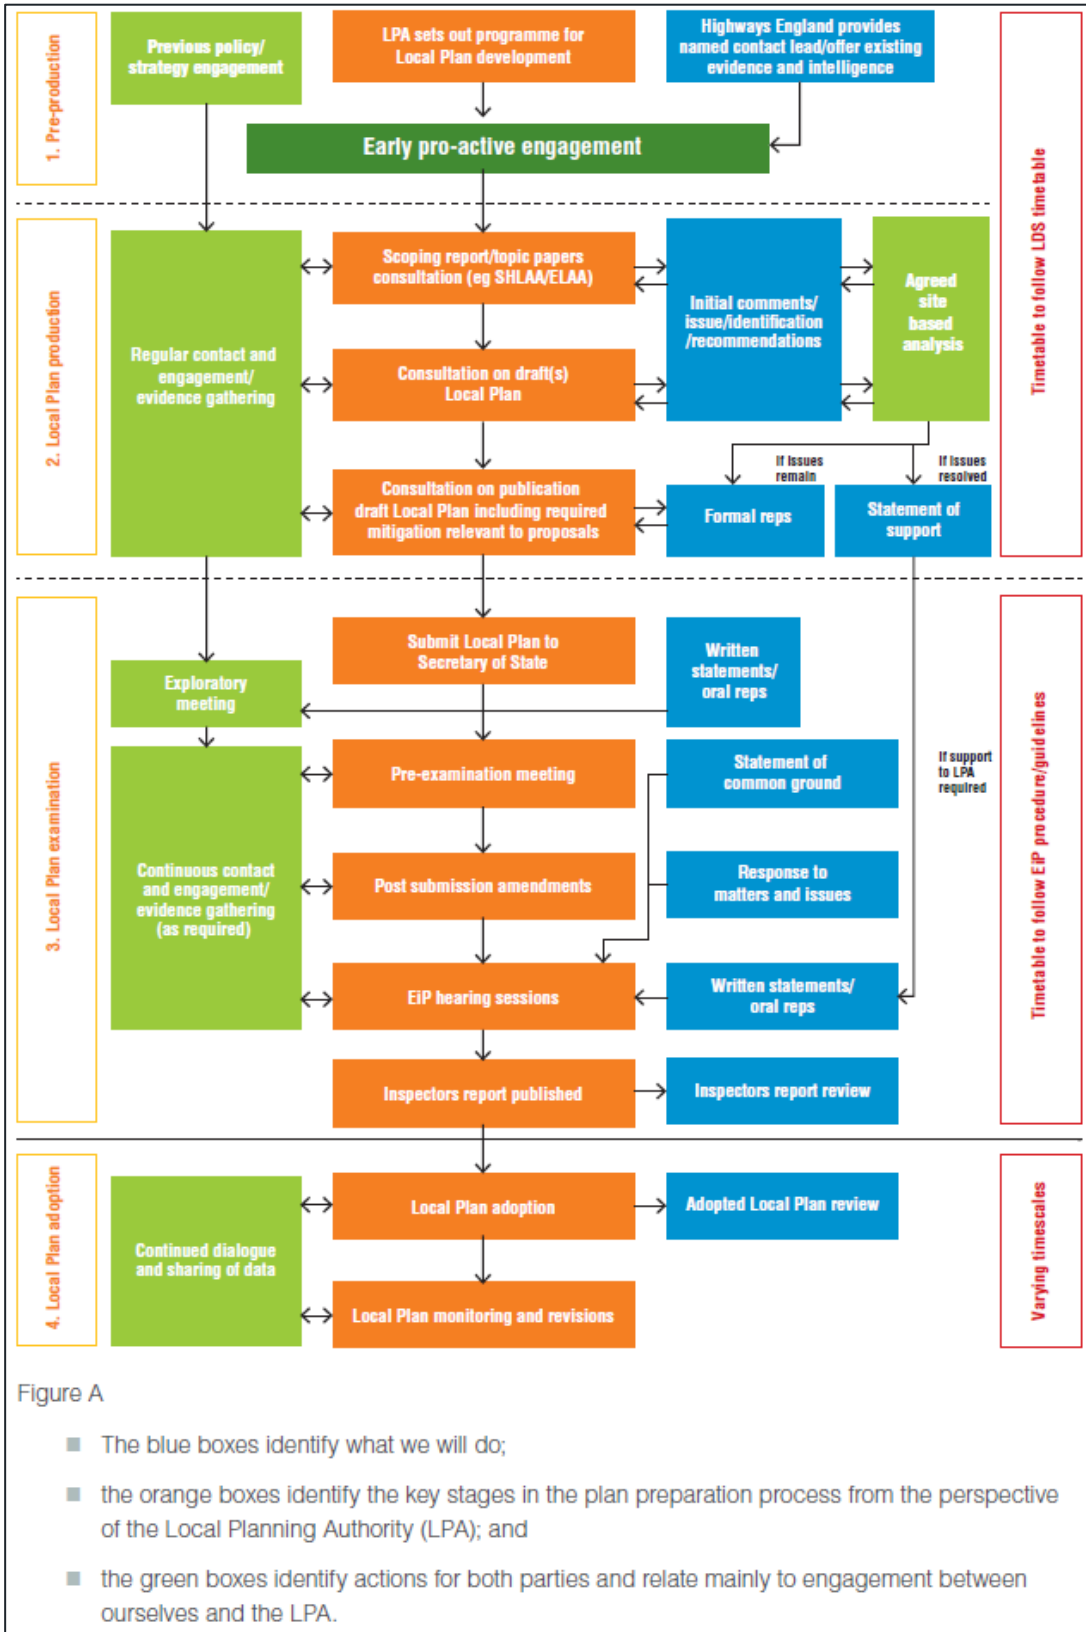 1. Pre-production
Previous policy/
strategy engagement
LPA sets out programme for
Local Plan development
Highways England provides
named contact lead/offer existing
evidence and intelligence
Early pro-active engagement
Timetable to follow LDS timetable
2. Local Plan production
Regular contact and
engagement/
evidence gathering
Scoping report/topic papers
consultation (eg SHLAA/ELAA)
Initial comments/
issue/identification
/recommendations
Agreed
site
based
analysis
Consultation on draft(s)
Local Plan
If issues
remain
If issues
resolved
Consultation on publication
draft Local Plan including required
mitigation relevant to proposals
Formal reps
Statement of
support
3. Local Plan examination
Submit Local Plan to
Secretary of State
Written
statements/
oral reps
Exploratory
meeting
Timetable to follow EiP procedure/guidelines
Pre-examination meeting
Statement of
common ground
If support
to LPA
required
Continuous contact
and engagement/
evidence gathering
(as required)
Post submission amendments
Response to
matters and issues
EiP hearing sessions
Written statements/
oral reps
Inspectors report published
Inspectors report review
4. Local Plan adoption
Continued dialogue
and sharing of data
Local Plan adoption
Adopted Local Plan review
Varying timescales
Local Plan monitoring and revisions
Figure A
The blue boxes identify what we will do;
the orange boxes identify the key stages in the plan preparation process from the perspective
of the Local Planning Authority (LPA); and
the green boxes identify actions for both parties and relate mainly to engagement between
ourselves and the LPA.